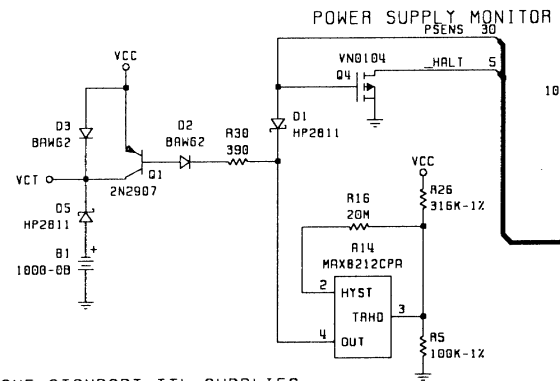 POWER SUPPLY MONITOR
PSENS 30
VN0104
_HALT 5
Q4
10
VCC
D1
HP2811
D3
BAW62
D2
BAW62
R30
390
Q1
2N2907
VCT
D5
HP2811
B1 +
1000-0B
VCC
R26
316K-1%
R16
20M
R14
MAX8212CPA
2 HYST
TRHD 3
4 OUT
R5
100K-1%